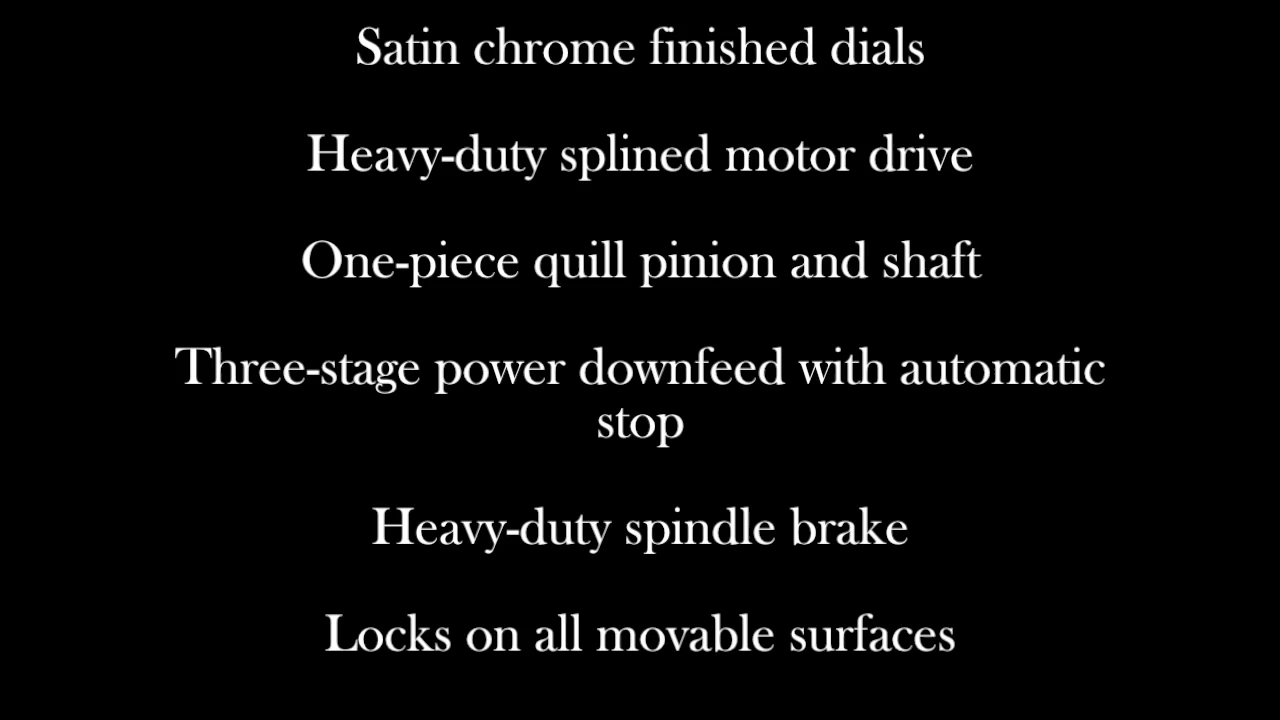 Satin chrome finished dials
Heavy-duty splined motor drive
One-piece quill pinion and shaft
Three-stage power downfeed with automatic
stop
Heavy-duty spindle brake
Locks on all movable surfaces